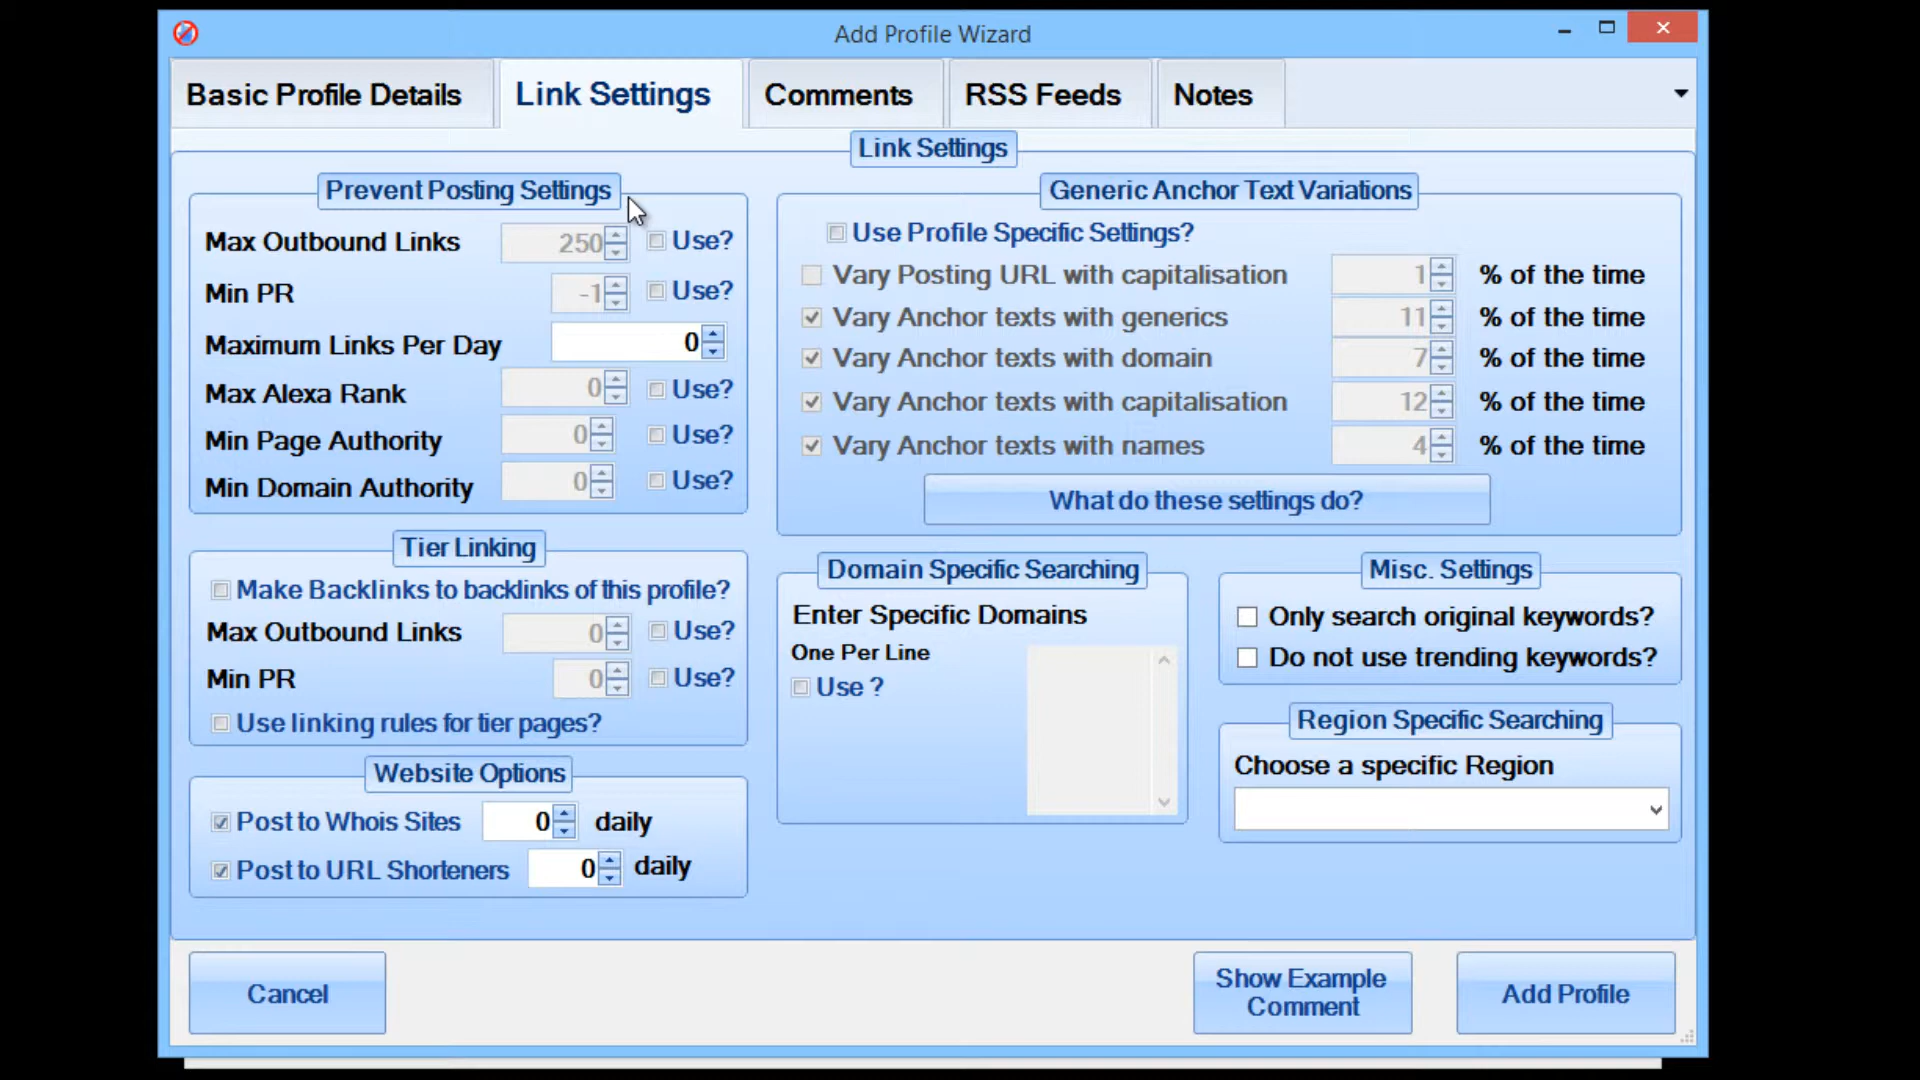 Add Profile Wizard
Basic Profile Details
Link Settings
Comments
RSS Feeds
Notes
Link Settings
Prevent Posting Settings
Max Outbound Links 250 Use?
Min PR -1 Use?
Maximum Links Per Day 0
Max Alexa Rank 0 Use?
Min Page Authority 0 Use?
Min Domain Authority 0 Use?
Generic Anchor Text Variations
Use Profile Specific Settings?
Vary Posting URL with capitalisation 1 % of the time
Vary Anchor texts with generics 11 % of the time
Vary Anchor texts with domain 7 % of the time
Vary Anchor texts with capitalisation 12 % of the time
Vary Anchor texts with names 4 % of the time
What do these settings do?
Tier Linking
Make Backlinks to backlinks of this profile?
Max Outbound Links 0 Use?
Min PR 0 Use?
Use linking rules for tier pages?
Domain Specific Searching
Enter Specific Domains
One Per Line
Use ?
Misc. Settings
Only search original keywords?
Do not use trending keywords?
Region Specific Searching
Choose a specific Region
Website Options
Post to Whois Sites 0 daily
Post to URL Shorteners 0 daily
Cancel
Show Example
Comment
Add Profile